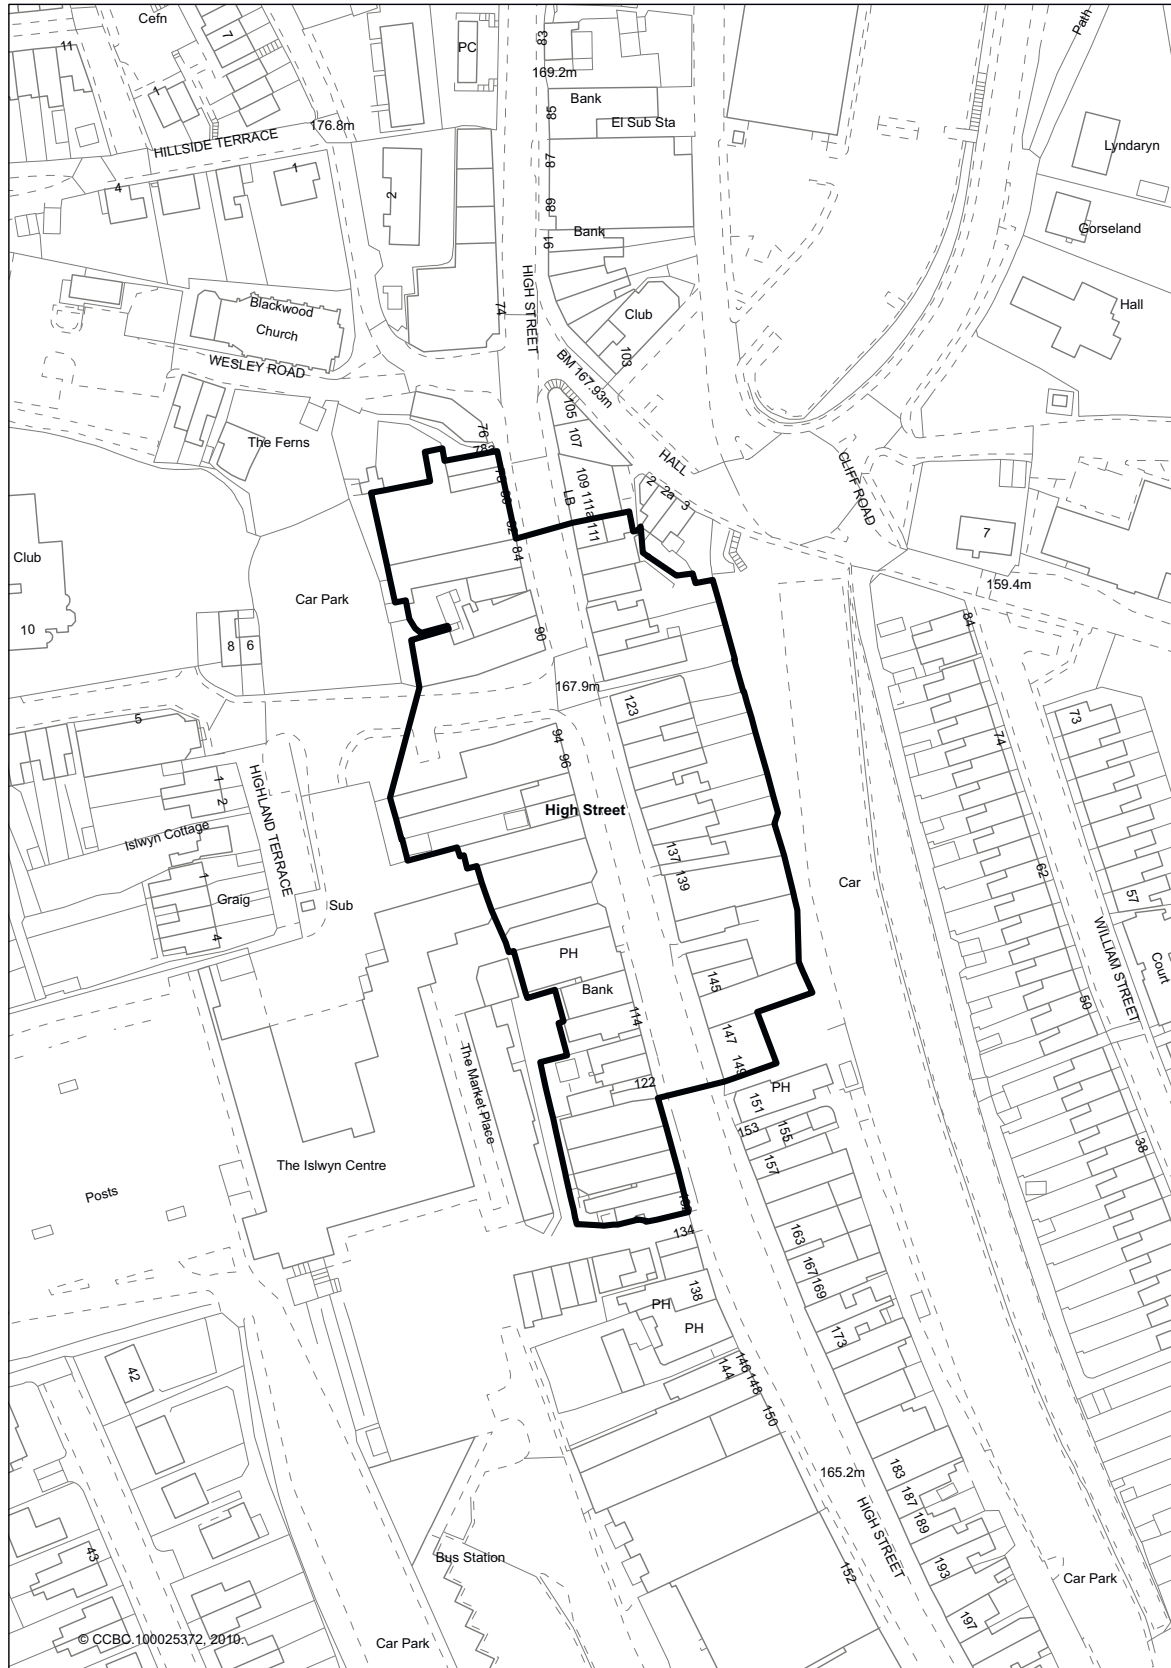 Cefn
11
7
PC
83
169.2m
Path
1
Bank
85
El Sub Sta
176.8m
HILLSIDE TERRACE
Lyndaryn
87
1
4
2
89
Bank
91
Gorseland
HIGH STREET
74
Blackwood
Church
Club
Hall
103
WESLEY ROAD
BM 167.93m
105
107
76
The Ferns
HALL
CLIFF ROAD
109
LB
111a
111
2
2a
3
82
84
7
Club
159.4m
Car Park
10
8
6
90
84
167.9m
5
123
73
94
96
74
1
2
HIGHLAND TERRACE
High Street
Islwyn Cottage
137
139
62
1
Graig
Car
57
Sub
4
WILLIAM STREET
PH
145
Court
Bank
114
50
147
The Market Place
149
122
PH
151
153
155
38
157
The Islwyn Centre
Posts
134
163
167
169
138
PH
PH
173
42
144
146
148
150
165.2m
183
187
HIGH STREET
189
43
Bus Station
193
152
Car Park
197
© CCBC.100025372, 2010.
Car Park